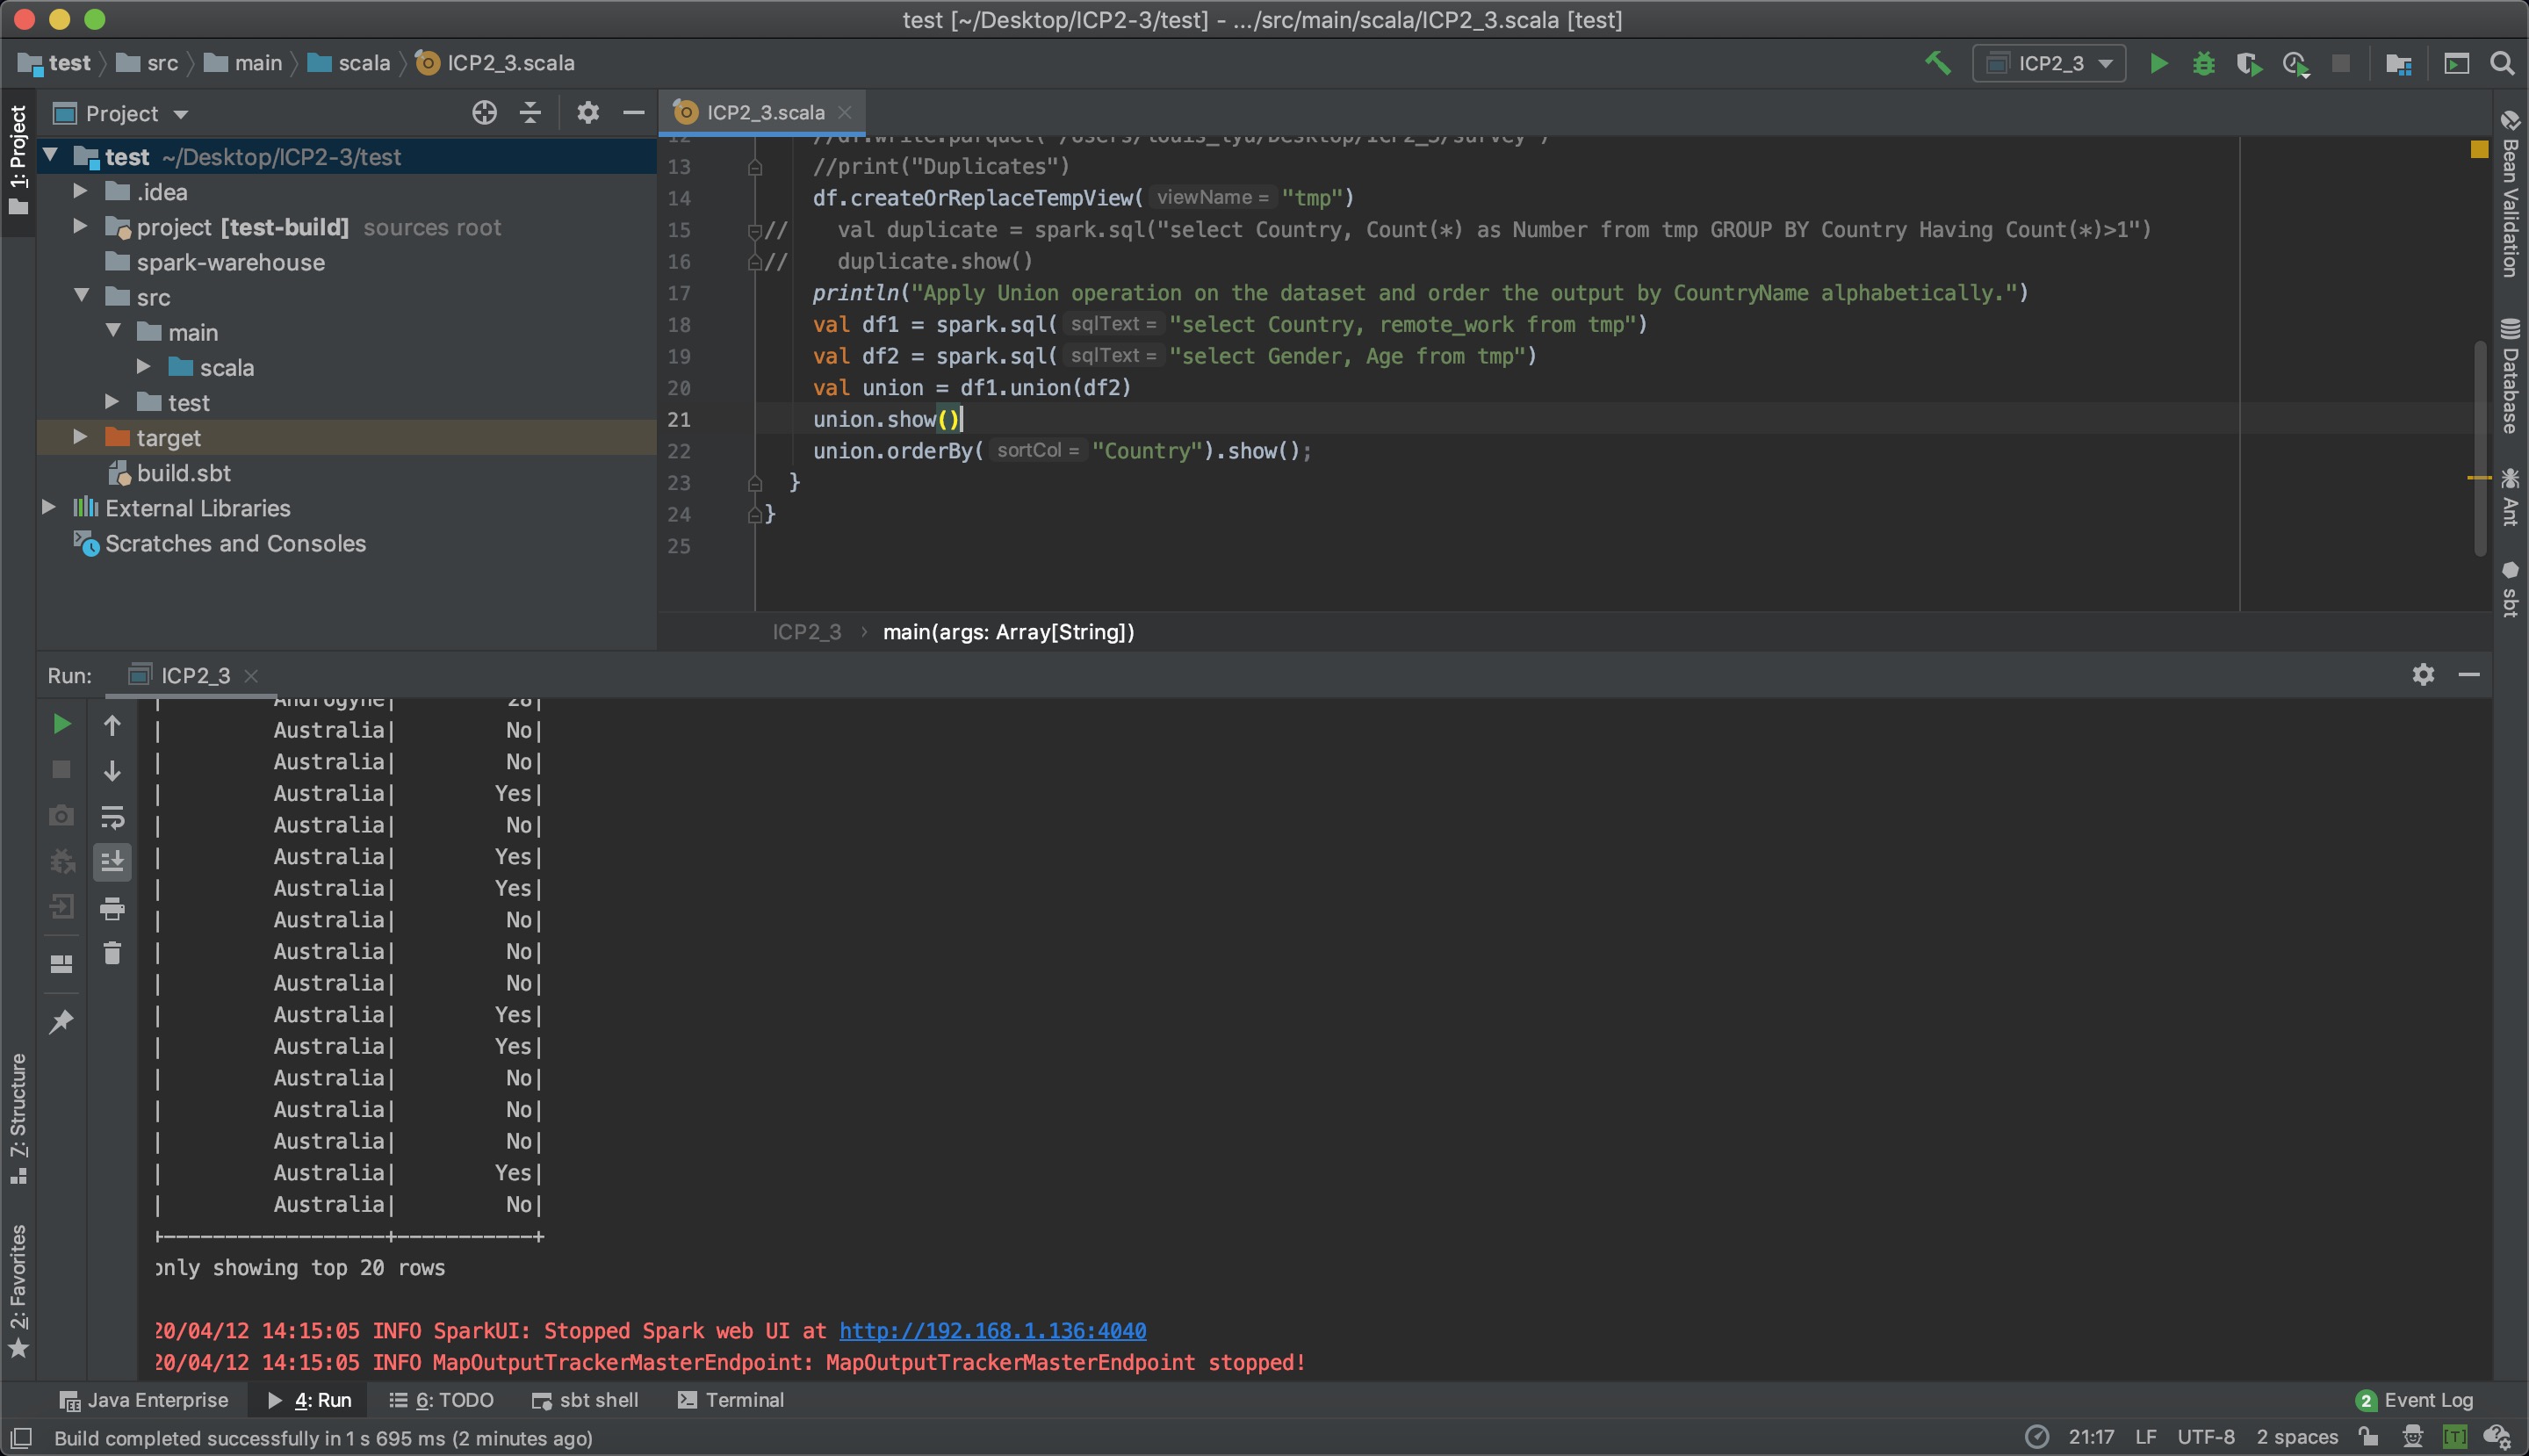 test [~/Desktop/ICP2-3/test] - .../src/main/scala/ICP2_3.scala [test]
test src main scala ICP2_3.scala
ICP2_3
1: Project
Project
test ~/Desktop/ICP2-3/test
.idea
project [test-build] sources root
spark-warehouse
src
main
scala
test
target
build.sbt
External Libraries
Scratches and Consoles
ICP2_3.scala
12 //df.write.parquet("/Users/louis_lyu/Desktop/ICP2_3/survey")
13 //print("Duplicates")
14 df.createOrReplaceTempView( viewName = "tmp")
15 // val duplicate = spark.sql("select Country, Count(*) as Number from tmp GROUP BY Country Having Count(*)>1")
16 // duplicate.show()
17 println("Apply Union operation on the dataset and order the output by CountryName alphabetically.")
18 val df1 = spark.sql( sqlText = "select Country, remote_work from tmp")
19 val df2 = spark.sql( sqlText = "select Gender, Age from tmp")
20 val union = df1.union(df2)
21 union.show()
22 union.orderBy( sortCol = "Country").show();
23 }
24 }
25
ICP2_3 › main(args: Array[String])
Bean Validation
Database
Ant
sbt
Run: ICP2_3
| Androgyne| 28|
| Australia| No|
| Australia| No|
| Australia| Yes|
| Australia| No|
| Australia| Yes|
| Australia| Yes|
| Australia| No|
| Australia| No|
| Australia| No|
| Australia| Yes|
| Australia| Yes|
| Australia| No|
| Australia| No|
| Australia| No|
| Australia| Yes|
| Australia| No|
+------------------+-----------+
only showing top 20 rows
20/04/12 14:15:05 INFO SparkUI: Stopped Spark web UI at http://192.168.1.136:4040
20/04/12 14:15:05 INFO MapOutputTrackerMasterEndpoint: MapOutputTrackerMasterEndpoint stopped!
7: Structure
2: Favorites
Java Enterprise 4: Run 6: TODO sbt shell Terminal 2 Event Log
Build completed successfully in 1 s 695 ms (2 minutes ago) 21:17 LF UTF-8 2 spaces [T]